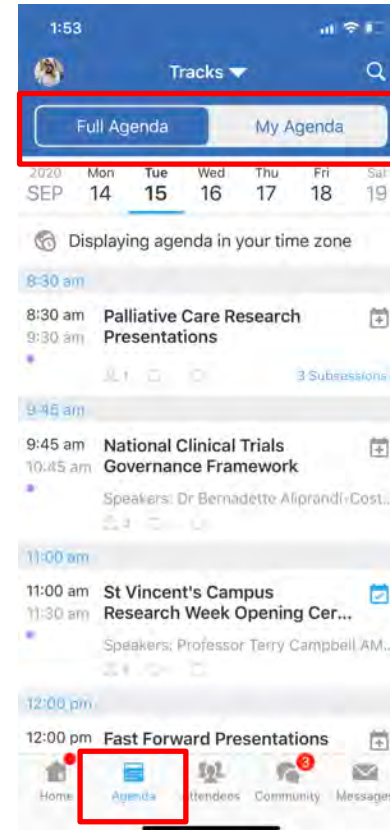 1:53
Tracks
Full Agenda My Agenda
2020 Mon Tue Wed Thu Fri Sat
SEP 14 15 16 17 18 19
Displaying agenda in your time zone
8:30 am
8:30 am Palliative Care Research
9:30 am Presentations
3 Subsessions
9:45 am
9:45 am National Clinical Trials
10:45 am Governance Framework
Speakers: Dr Bernadette Aliprandi-Cost...
11:00 am
11:00 am St Vincent's Campus
11:30 am Research Week Opening Cer...
Speakers: Professor Terry Campbell AM...
12:00 pm
12:00 pm Fast Forward Presentations
3
Home Agenda Attendees Community Messages